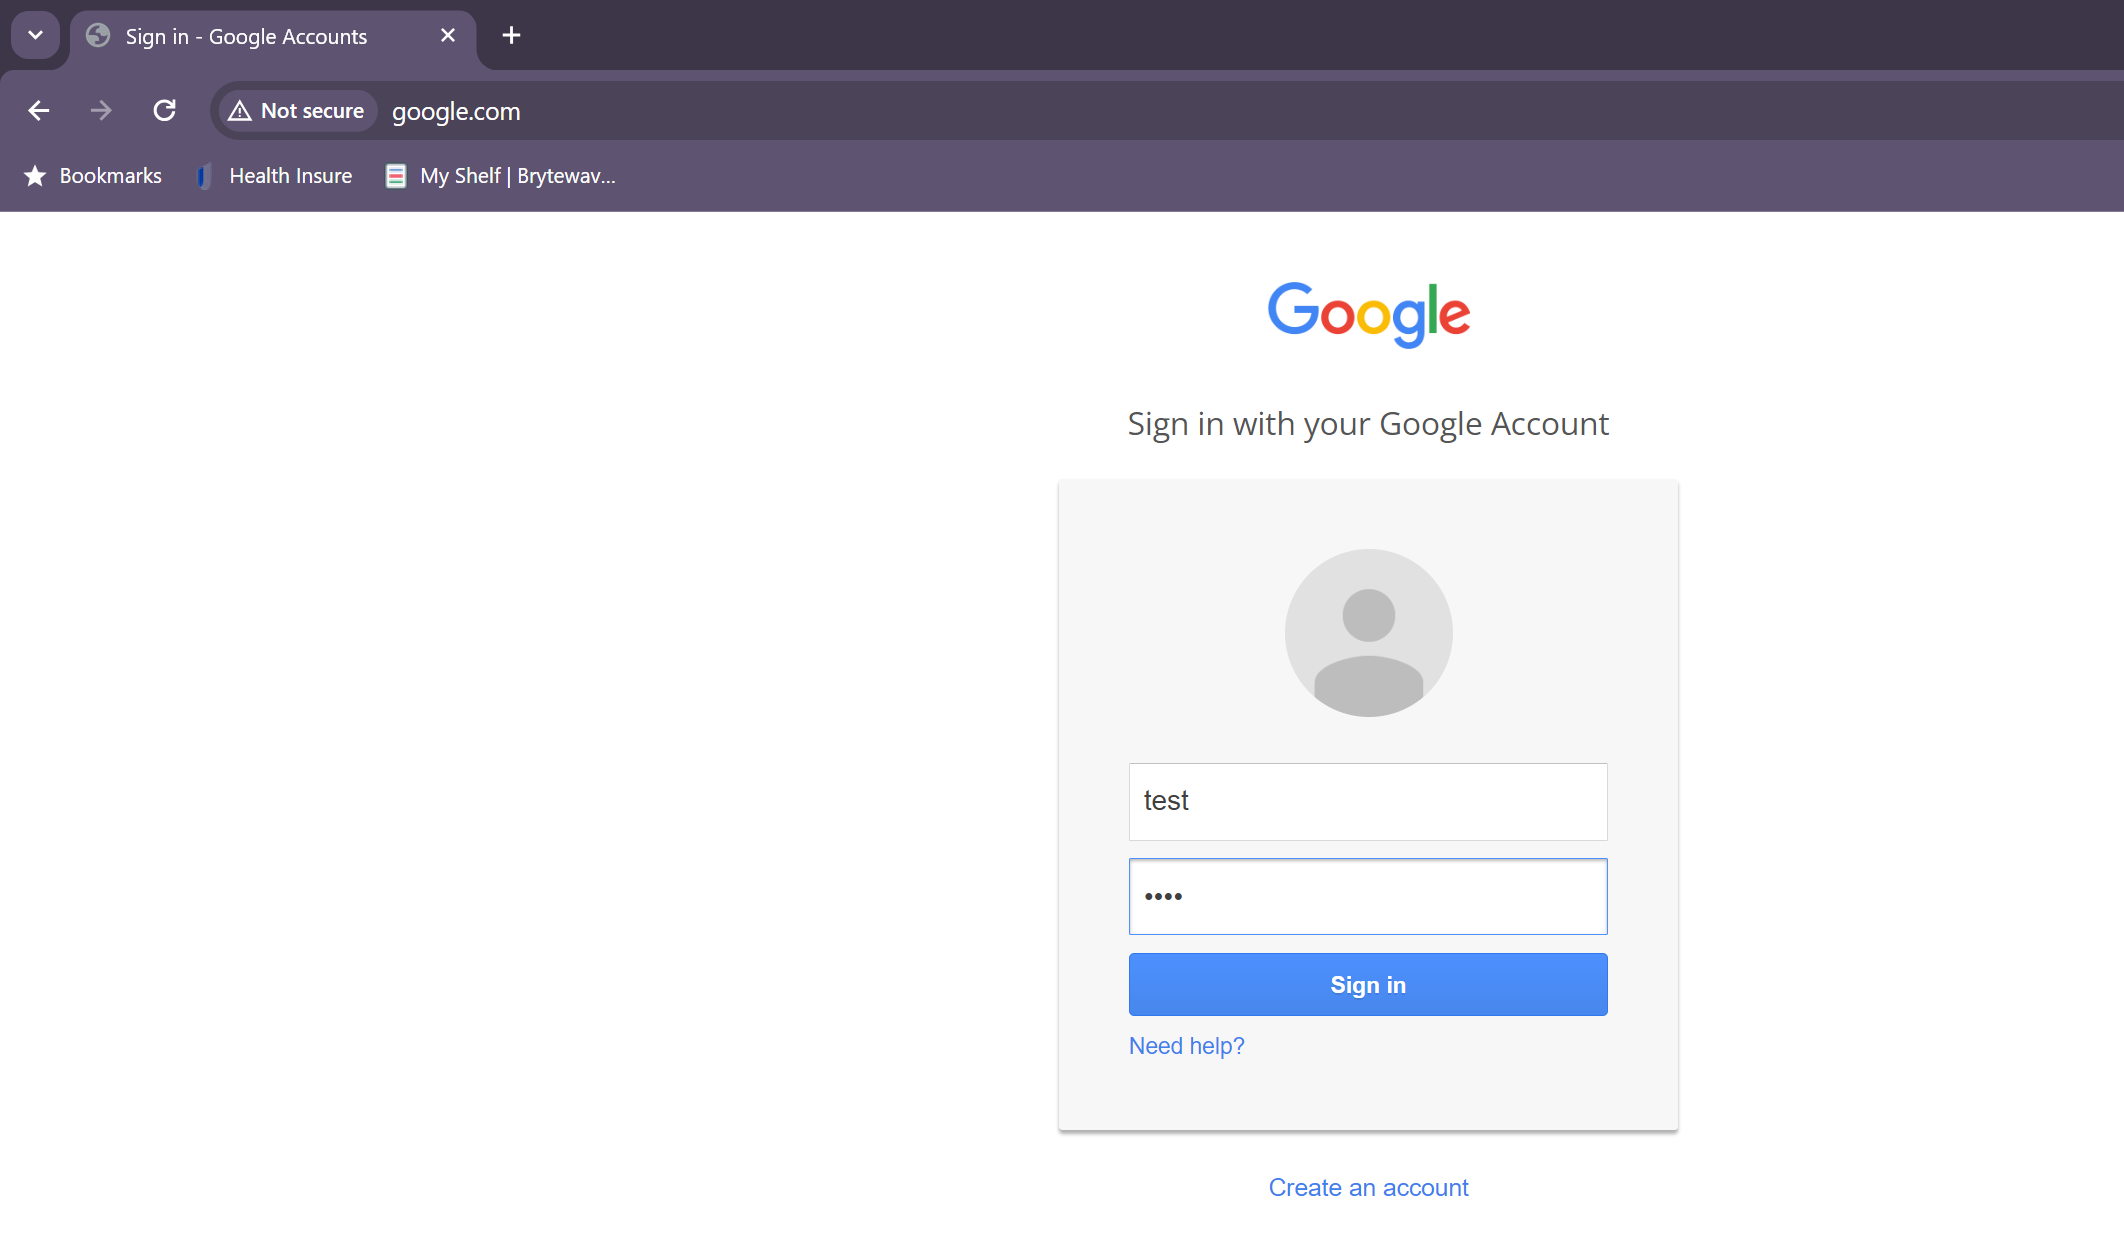 Sign in - Google Accounts
Not secure google.com
Bookmarks Health Insure My Shelf | Brytewav...
Google
Sign in with your Google Account
test
••••
Sign in
Need help?
Create an account